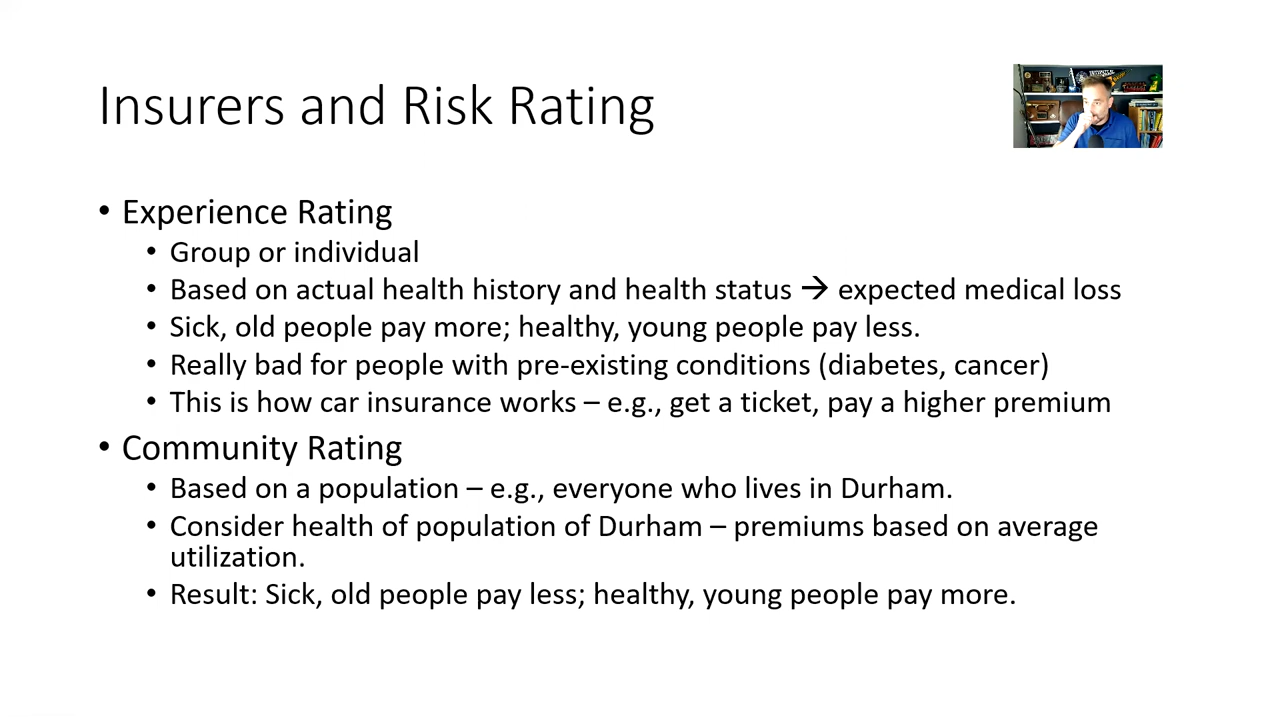 Insurers and Risk Rating
• Experience Rating
• Group or individual
• Based on actual health history and health status → expected medical loss
• Sick, old people pay more; healthy, young people pay less.
• Really bad for people with pre-existing conditions (diabetes, cancer)
• This is how car insurance works – e.g., get a ticket, pay a higher premium
• Community Rating
• Based on a population – e.g., everyone who lives in Durham.
• Consider health of population of Durham – premiums based on average
utilization.
• Result: Sick, old people pay less; healthy, young people pay more.